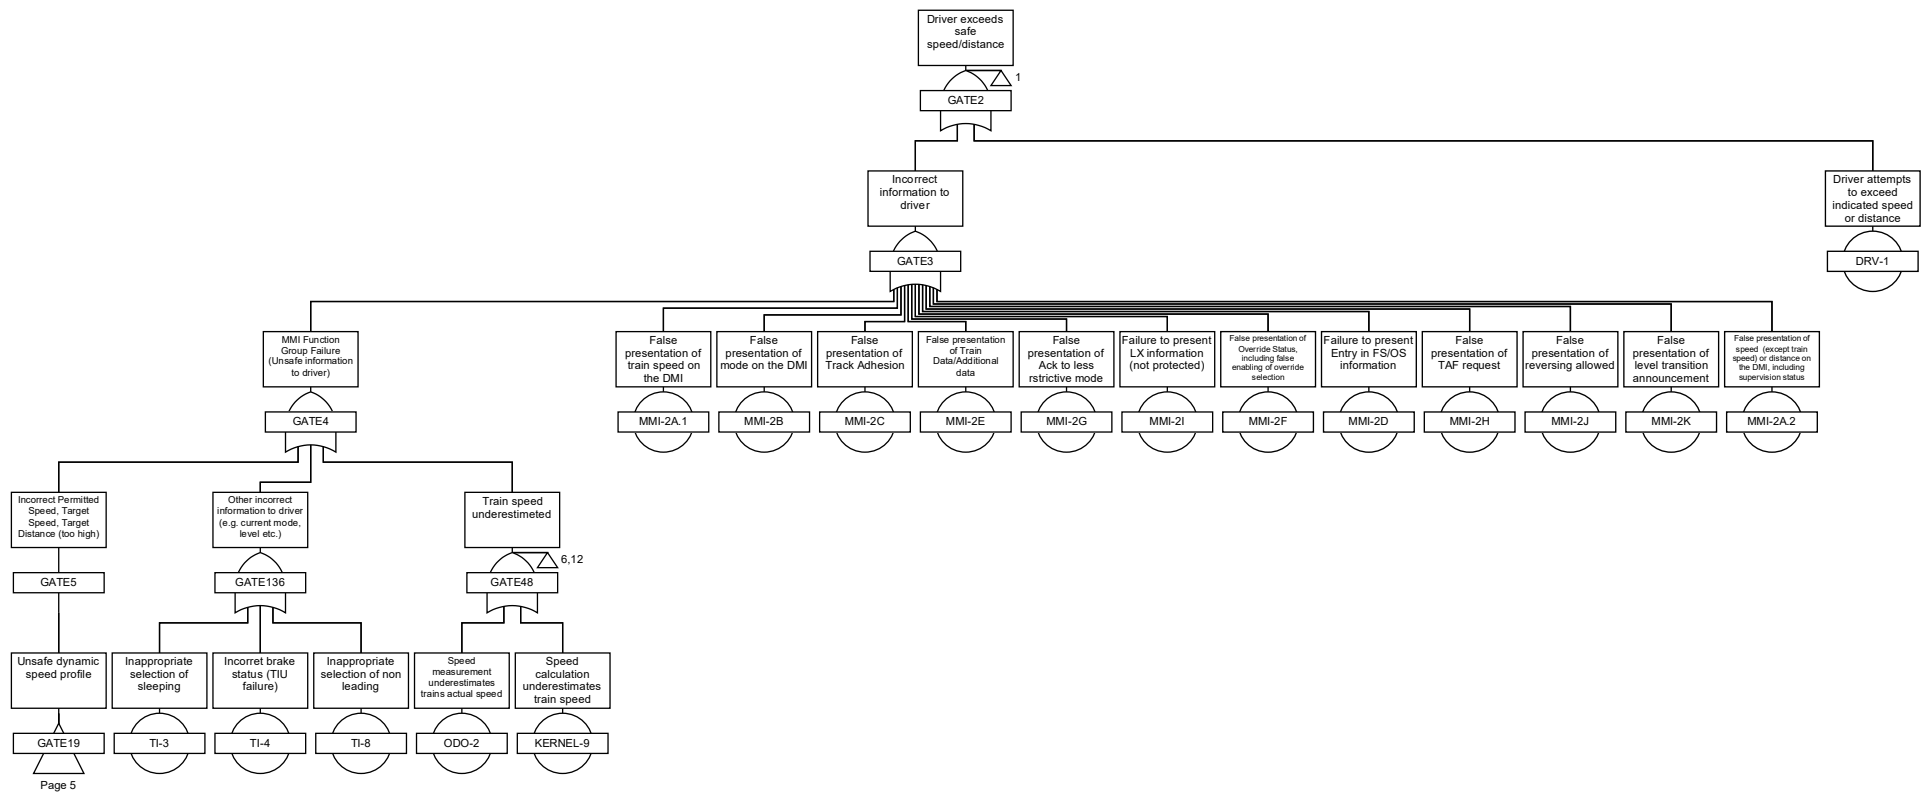 Driver exceeds
safe
speed/distance
1
GATE2
Incorrect
information to
driver
GATE3
Driver attempts
to exceed
indicated speed
or distance
DRV-1
MMI Function
Group Failure
(Unsafe information
to driver)
GATE4
False
presentation of
train speed on
the DMI
MMI-2A.1
False
presentation of
mode on the DMI
MMI-2B
False
presentation of
Track Adhesion
MMI-2C
False presentation
of Train
Data/Additional
data
MMI-2E
False
presentation of
Ack to less
rstrictive mode
MMI-2G
Failure to present
LX information
(not protected)
MMI-2I
False presentation of
Override Status,
including false
enabling of override
selection
MMI-2F
Failure to present
Entry in FS/OS
information
MMI-2D
False
presentation of
TAF request
MMI-2H
False
presentation of
reversing allowed
MMI-2J
False
presentation of
level transition
announcement
MMI-2K
False presentation of
speed (except train
speed) or distance on
the DMI, including
supervision status
MMI-2A.2
Incorrect Permitted
Speed, Target
Speed, Target
Distance (too high)
GATE5
Other incorrect
information to driver
(e.g. current mode,
level etc.)
GATE136
Train speed
underestimeted
6,12
GATE48
Unsafe dynamic
speed profile
GATE19
Page 5
Inappropriate
selection of
sleeping
TI-3
Incorret brake
status (TIU
failure)
TI-4
Inappropriate
selection of non
leading
TI-8
Speed
measurement
underestimates
trains actual speed
ODO-2
Speed
calculation
underestimates
train speed
KERNEL-9